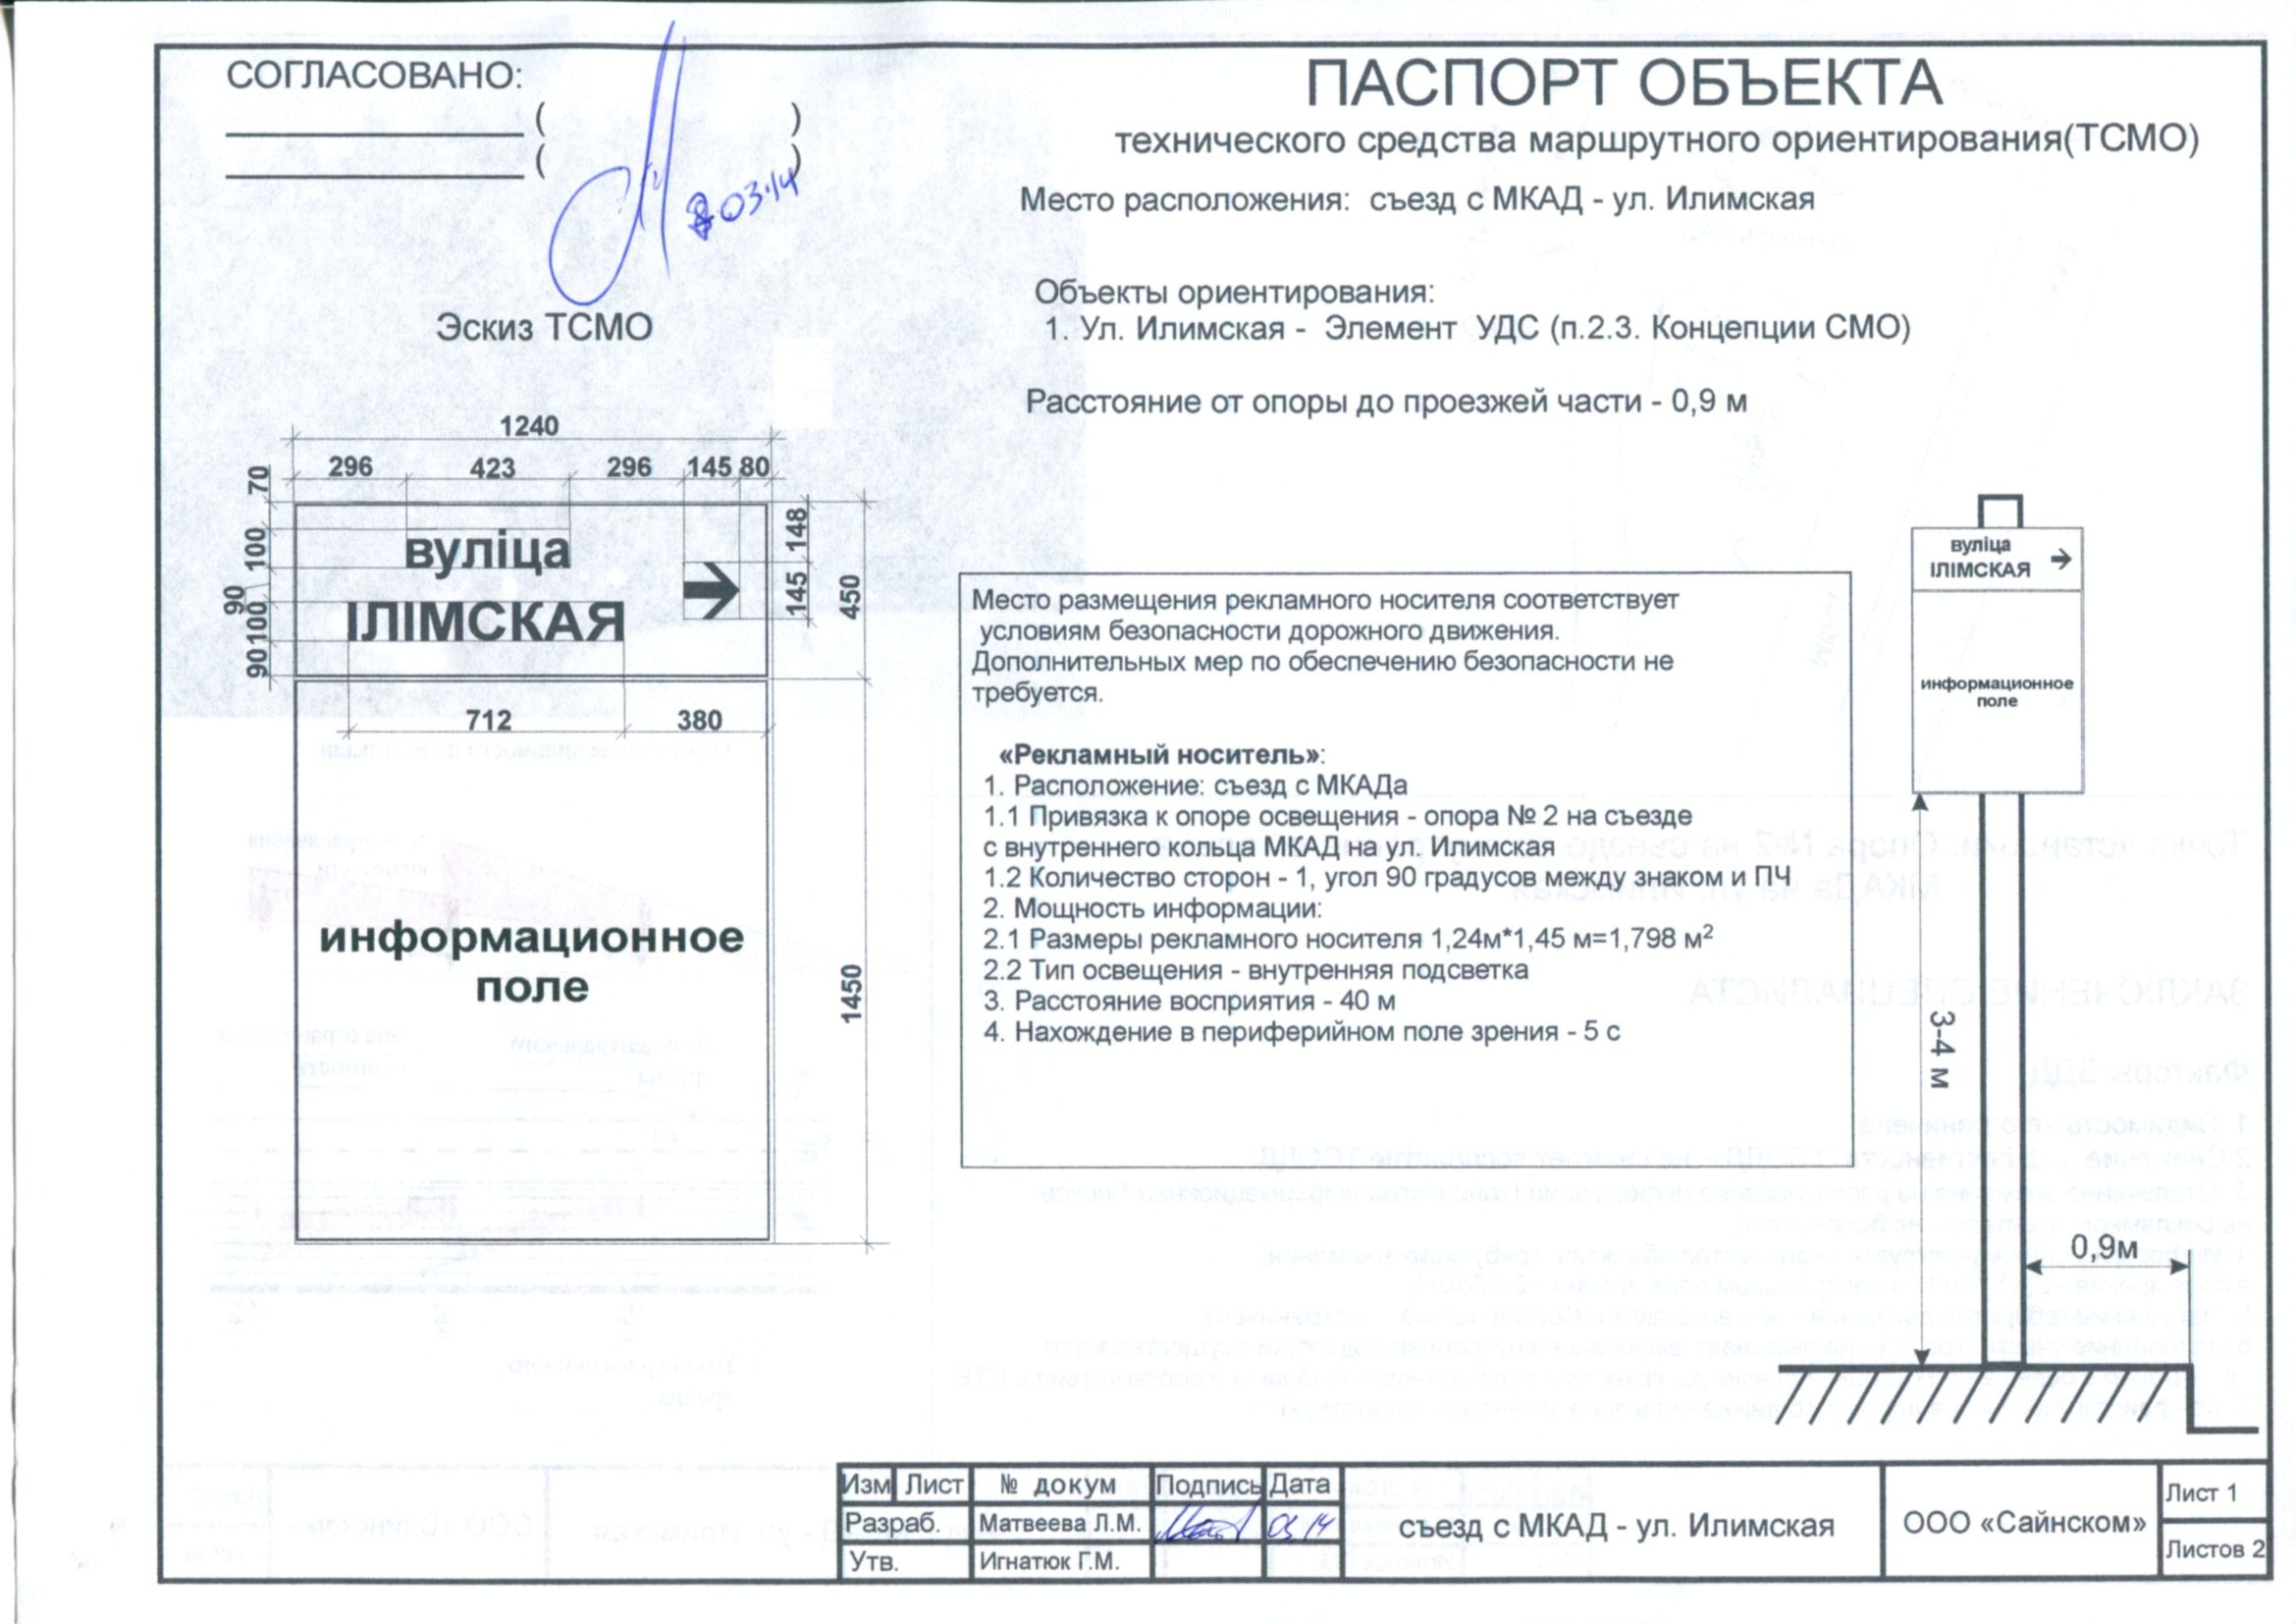 СОГЛАСОВАНО:
( )
( )
03.14
ПАСПОРТ ОБЪЕКТА
технического средства маршрутного ориентирования(ТСМО)
Место расположения: съезд с МКАД - ул. Илимская
Объекты ориентирования:
1. Ул. Илимская - Элемент УДС (п.2.3. Концепции СМО)
Расстояние от опоры до проезжей части - 0,9 м
Эскиз ТСМО
1240
296 423 296 145 80
70
100
90
100
90
148
145
450
вуліца
ІЛІМСКАЯ
712 380
информационное
поле
1450
Место размещения рекламного носителя соответствует
условиям безопасности дорожного движения.
Дополнительных мер по обеспечению безопасности не
требуется.
«Рекламный носитель»:
1. Расположение: съезд с МКАДа
1.1 Привязка к опоре освещения - опора № 2 на съезде
с внутреннего кольца МКАД на ул. Илимская
1.2 Количество сторон - 1, угол 90 градусов между знаком и ПЧ
2. Мощность информации:
2.1 Размеры рекламного носителя 1,24м*1,45 м=1,798 м²
2.2 Тип освещения - внутренняя подсветка
3. Расстояние восприятия - 40 м
4. Нахождение в периферийном поле зрения - 5 с
вуліца
ІЛІМСКАЯ
информационное
поле
3-4 м
0,9м
Изм Лист № докум Подпись Дата
Разраб. Матвеева Л.М. 03.14
Утв. Игнатюк Г.М.
съезд с МКАД - ул. Илимская
ООО «Сайнском»
Лист 1
Листов 2